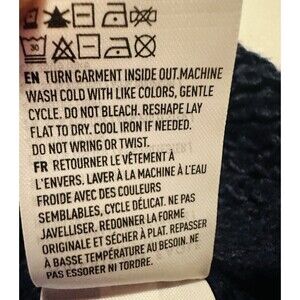 30
EN TURN GARMENT INSIDE OUT.MACHINE
WASH COLD WITH LIKE COLORS, GENTLE
CYCLE. DO NOT BLEACH. RESHAPE LAY
FLAT TO DRY. COOL IRON IF NEEDED.
DO NOT WRING OR TWIST.
FR RETOURNER LE VÊTEMENT À
L'ENVERS. LAVER À LA MACHINE À L'EAU
FROIDE AVEC DES COULEURS
SEMBLABLES, CYCLE DÉLICAT. NE PAS
JAVELLISER. REDONNER LA FORME
ORIGINALE ET SÉCHER À PLAT. REPASSER
À BASSE TEMPÉRATURE AU BESOIN. NE
PAS ESSORER NI TORDRE.